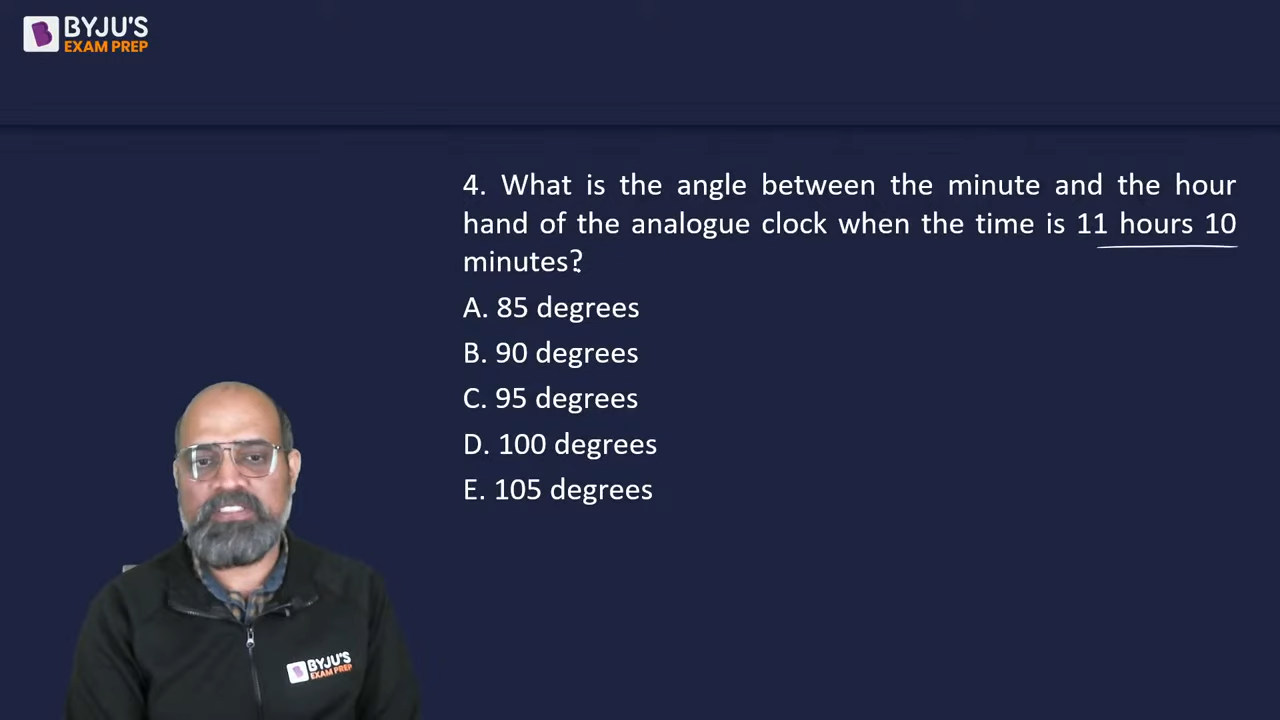 BYJU'S
EXAM PREP
4. What is the angle between the minute and the hour
hand of the analogue clock when the time is 11 hours 10
minutes?
A. 85 degrees
B. 90 degrees
C. 95 degrees
D. 100 degrees
E. 105 degrees
BYJU'S
EXAM PREP